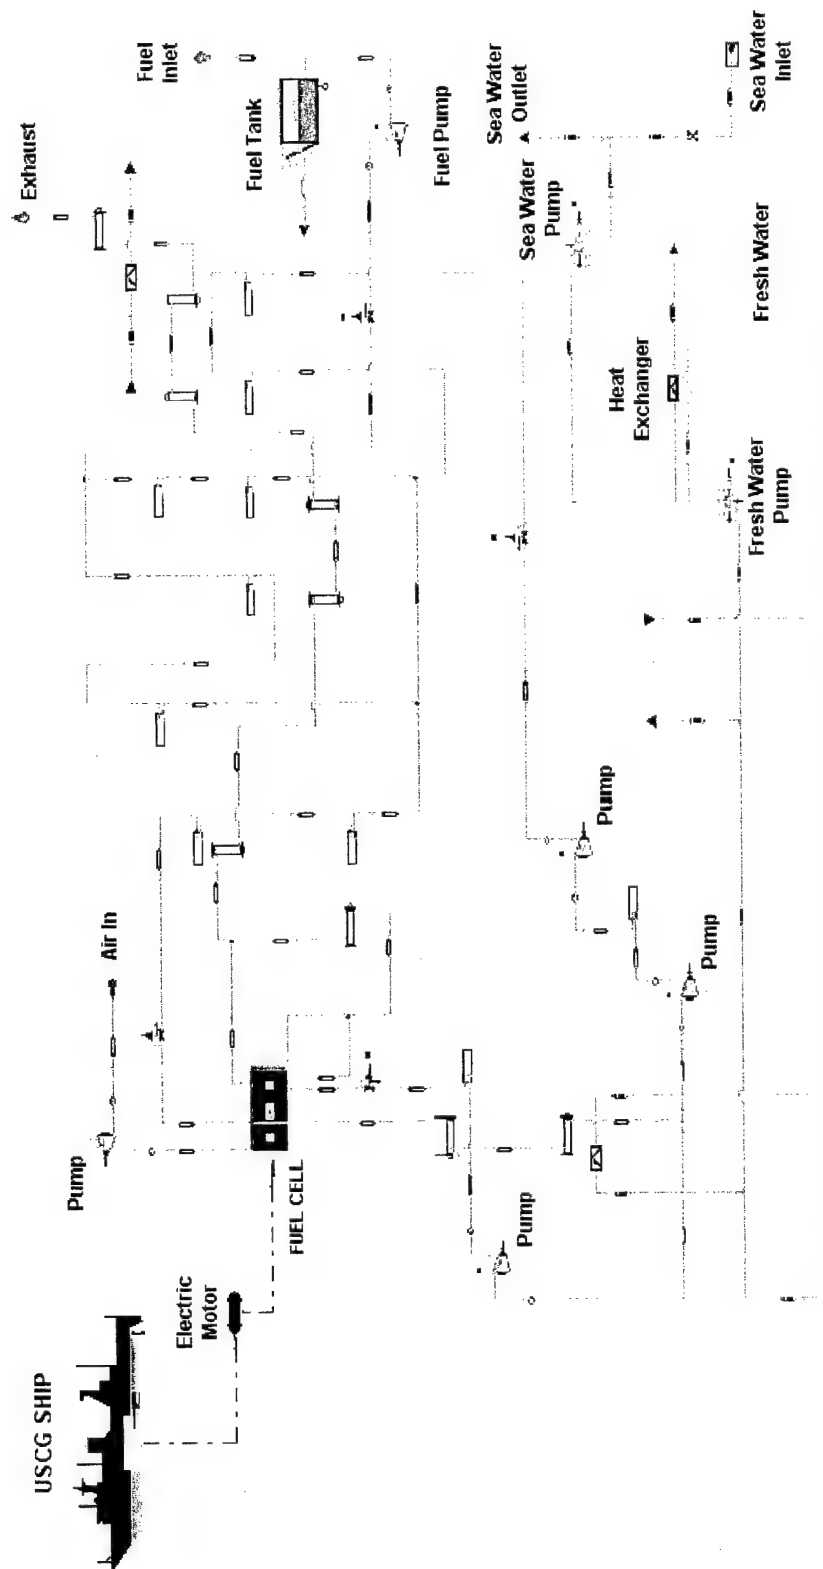 USCG SHIP
Exhaust
Pump
Air In
Fuel
Inlet
Electric
Motor
Fuel Tank
FUEL CELL
Fuel Pump
Sea Water
Outlet
Pump
Sea Water
Pump
Pump
Heat
Exchanger
Pump
Fresh Water
Pump
Fresh Water
Sea Water
Inlet